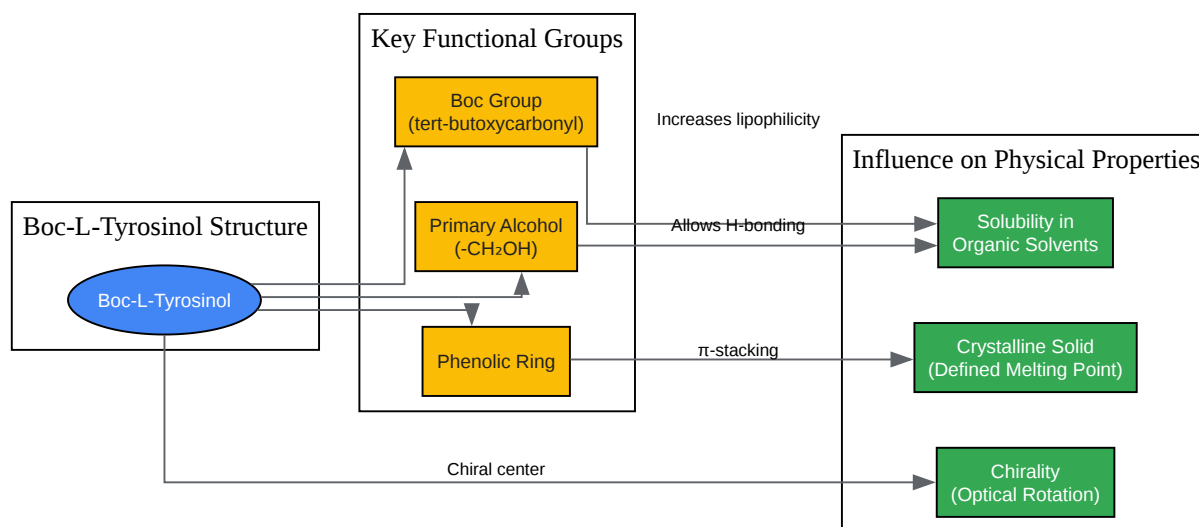 Boc-L-Tyrosinol Structure
Boc-L-Tyrosinol
Key Functional Groups
Boc Group
(tert-butoxycarbonyl)
Primary Alcohol
(-CH₂OH)
Phenolic Ring
Increases lipophilicity
Allows H-bonding
π-stacking
Chiral center
Influence on Physical Properties
Solubility in
Organic Solvents
Crystalline Solid
(Defined Melting Point)
Chirality
(Optical Rotation)